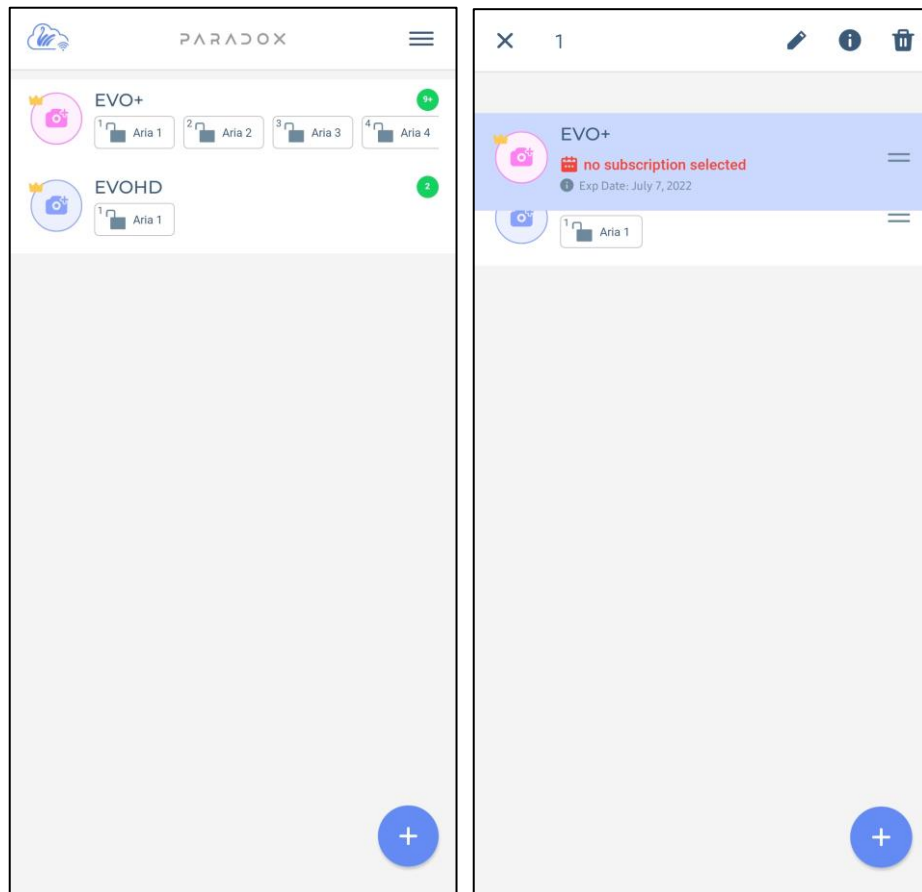 PARADOX
EVO+
9+
1 Aria 1 2 Aria 2 3 Aria 3 4 Aria 4
EVOHD
2
1 Aria 1
1
EVO+
no subscription selected
Exp Date: July 7, 2022
1 Aria 1